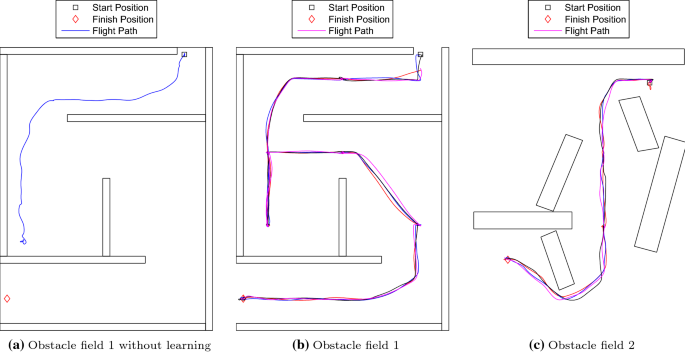 Start Position
Finish Position
Flight Path
Start Position
Finish Position
Flight Path
Start Position
Finish Position
Flight Path
(a) Obstacle field 1 without learning
(b) Obstacle field 1
(c) Obstacle field 2